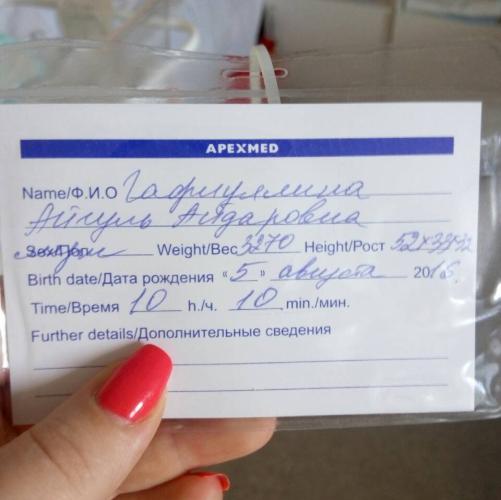 APEXMED
Name/Ф.И.О Гафиуллина
Айгуль Айдаровна
Sex/Пол Weight/Вес 3270 Height/Рост 52х33х32
Birth date/Дата рождения «5» августа 2016.
Time/Время 10 h./ч. 10 min./мин.
Further details/Дополнительные сведения